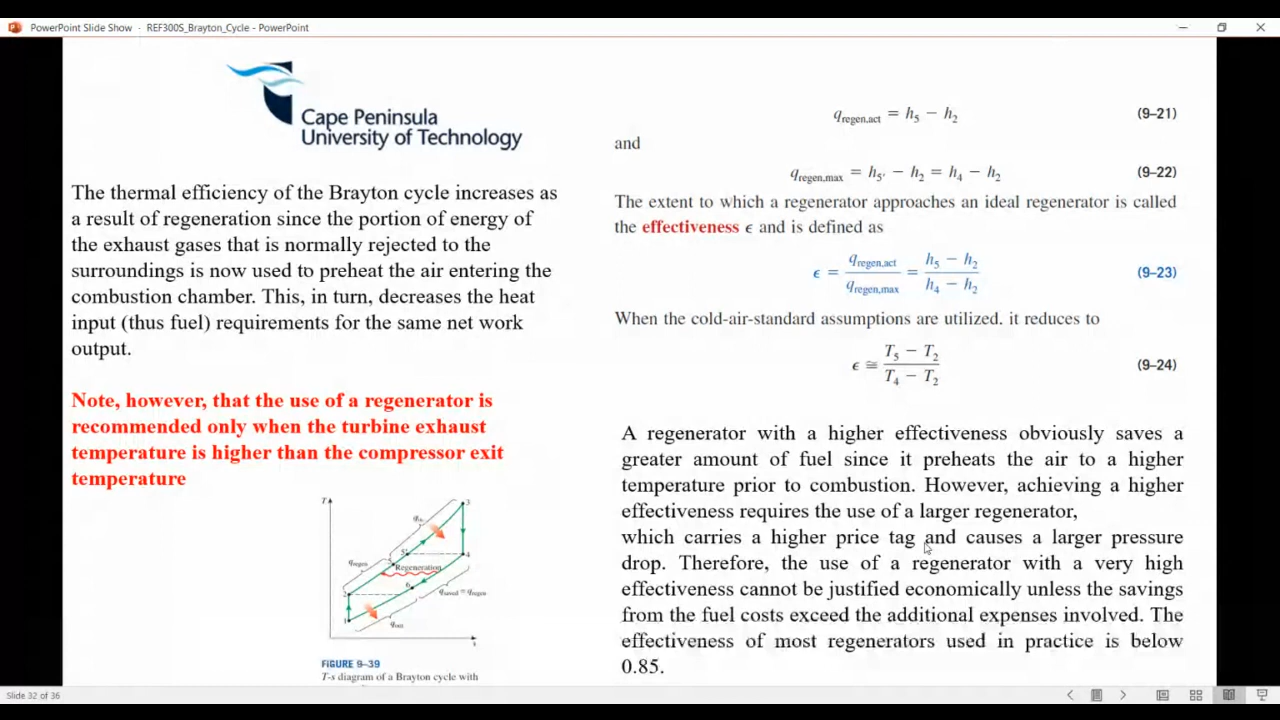 PowerPoint Slide Show - REF300S_Brayton_Cycle - PowerPoint
Cape Peninsula
University of Technology
The thermal efficiency of the Brayton cycle increases as
a result of regeneration since the portion of energy of
the exhaust gases that is normally rejected to the
surroundings is now used to preheat the air entering the
combustion chamber. This, in turn, decreases the heat
input (thus fuel) requirements for the same net work
output.
Note, however, that the use of a regenerator is
recommended only when the turbine exhaust
temperature is higher than the compressor exit
temperature
T
3
q_in
5'
4
q_regen
Regeneration
6
2
q_saved = q_regen
1
q_out
s
FIGURE 9–39
T-s diagram of a Brayton cycle with
q_regen,act = h_5 − h_2 (9–21)
and
q_regen,max = h_5' − h_2 = h_4 − h_2 (9–22)
The extent to which a regenerator approaches an ideal regenerator is called
the effectiveness ϵ and is defined as
ϵ = q_regen,act / q_regen,max = h_5 − h_2 / h_4 − h_2 (9–23)
When the cold-air-standard assumptions are utilized. it reduces to
ϵ ≅ T_5 − T_2 / T_4 − T_2 (9–24)
A regenerator with a higher effectiveness obviously saves a
greater amount of fuel since it preheats the air to a higher
temperature prior to combustion. However, achieving a higher
effectiveness requires the use of a larger regenerator,
which carries a higher price tag and causes a larger pressure
drop. Therefore, the use of a regenerator with a very high
effectiveness cannot be justified economically unless the savings
from the fuel costs exceed the additional expenses involved. The
effectiveness of most regenerators used in practice is below
0.85.
Slide 32 of 36